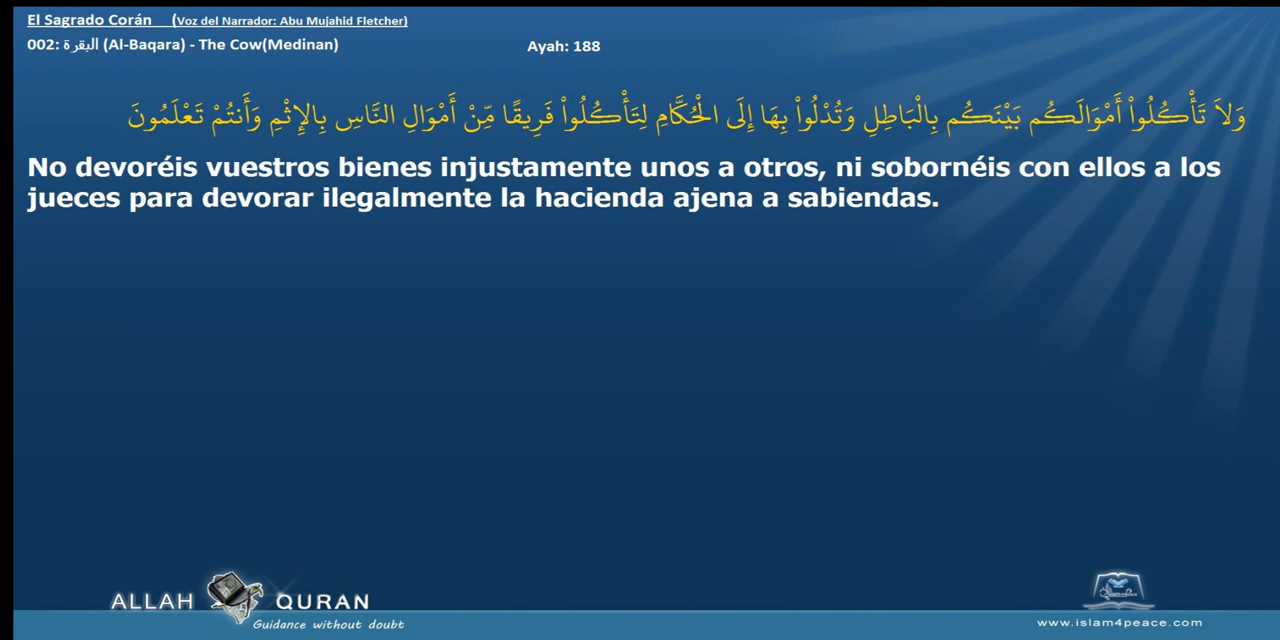 El Sagrado Corán (Voz del Narrador: Abu Mujahid Fletcher)
002: البقرة (Al-Baqara) - The Cow(Medinan) Ayah: 188
وَلاَ تَأْكُلُواْ أَمْوَالَكُم بَيْنَكُم بِالْبَاطِلِ وَتُدْلُواْ بِهَا إِلَى الْحُكَّامِ لِتَأْكُلُواْ فَرِيقًا مِّنْ أَمْوَالِ النَّاسِ بِالإِثْمِ وَأَنتُمْ تَعْلَمُونَ
No devoréis vuestros bienes injustamente unos a otros, ni sobornéis con ellos a los
jueces para devorar ilegalmente la hacienda ajena a sabiendas.
ALLAH QURAN
Guidance without doubt
www.islam4peace.com